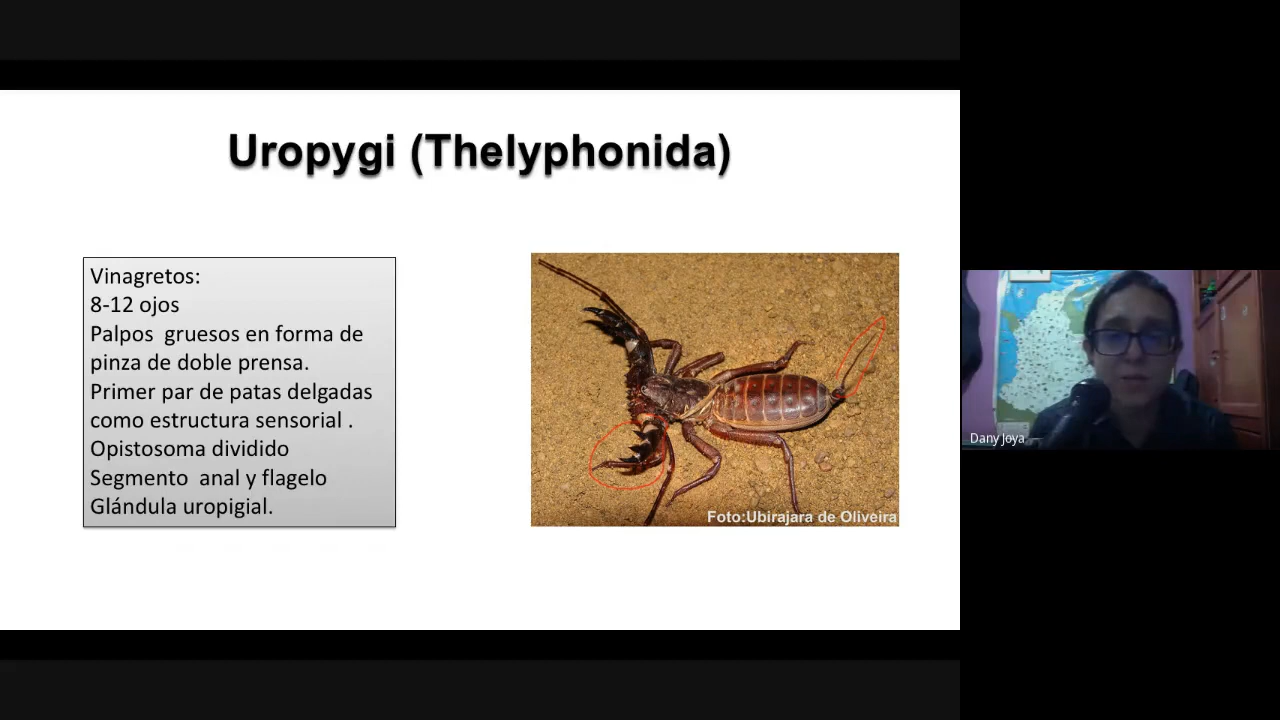 Uropygi (Thelyphonida)
Vinagretos:
8-12 ojos
Palpos  gruesos en forma de
pinza de doble prensa.
Primer par de patas delgadas
como estructura sensorial .
Opistosoma dividido
Segmento  anal y flagelo
Glándula uropigial.
Foto:Ubirajara de Oliveira
Dany Joya